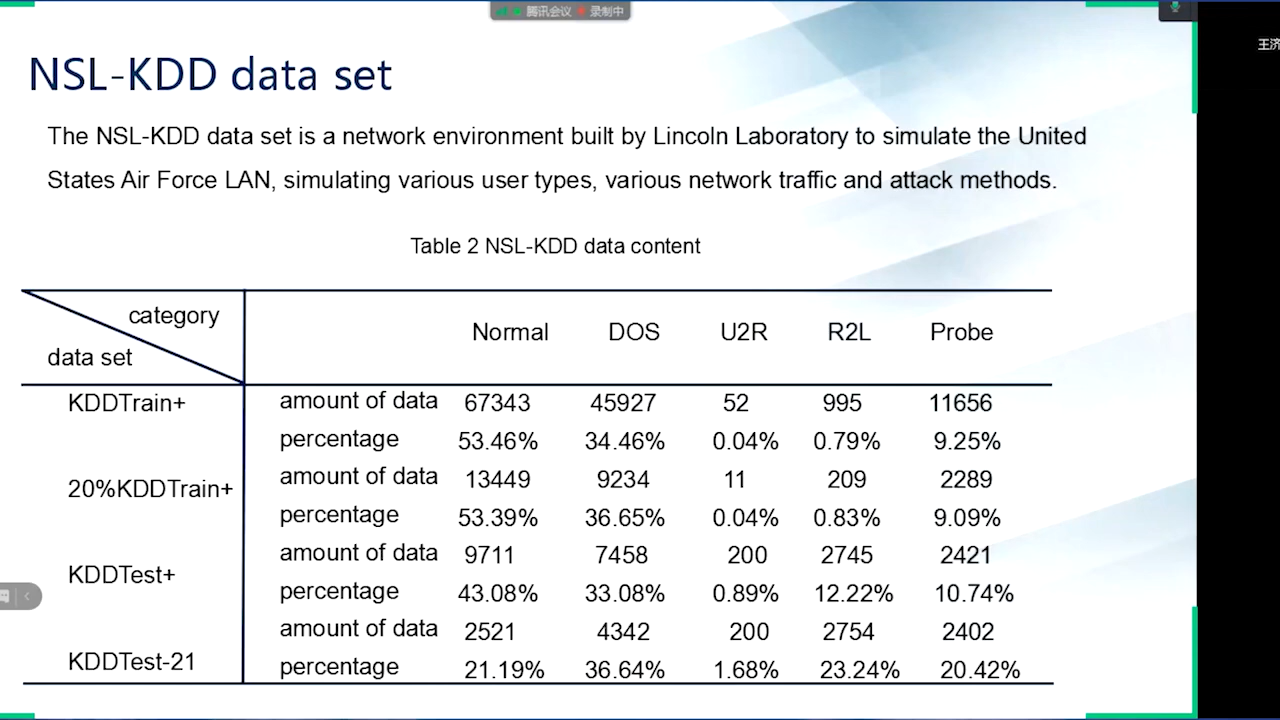 腾讯会议 录制中
王济
NSL-KDD data set
The NSL-KDD data set is a network environment built by Lincoln Laboratory to simulate the United
States Air Force LAN, simulating various user types, various network traffic and attack methods.
Table 2 NSL-KDD data content
category
data set
Normal DOS U2R R2L Probe
KDDTrain+ amount of data 67343 45927 52 995 11656
percentage 53.46% 34.46% 0.04% 0.79% 9.25%
20%KDDTrain+ amount of data 13449 9234 11 209 2289
percentage 53.39% 36.65% 0.04% 0.83% 9.09%
KDDTest+ amount of data 9711 7458 200 2745 2421
percentage 43.08% 33.08% 0.89% 12.22% 10.74%
KDDTest-21 amount of data 2521 4342 200 2754 2402
percentage 21.19% 36.64% 1.68% 23.24% 20.42%